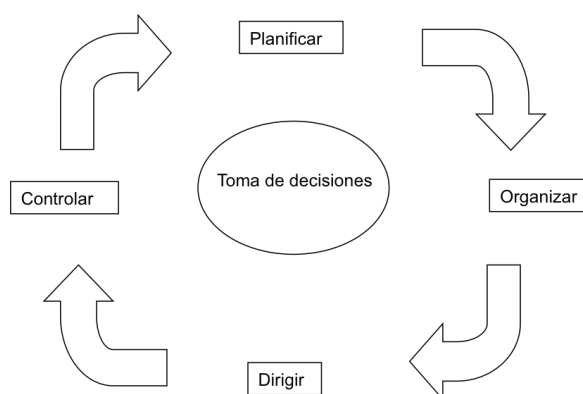 Planificar
Toma de decisiones
Controlar
Organizar
Dirigir